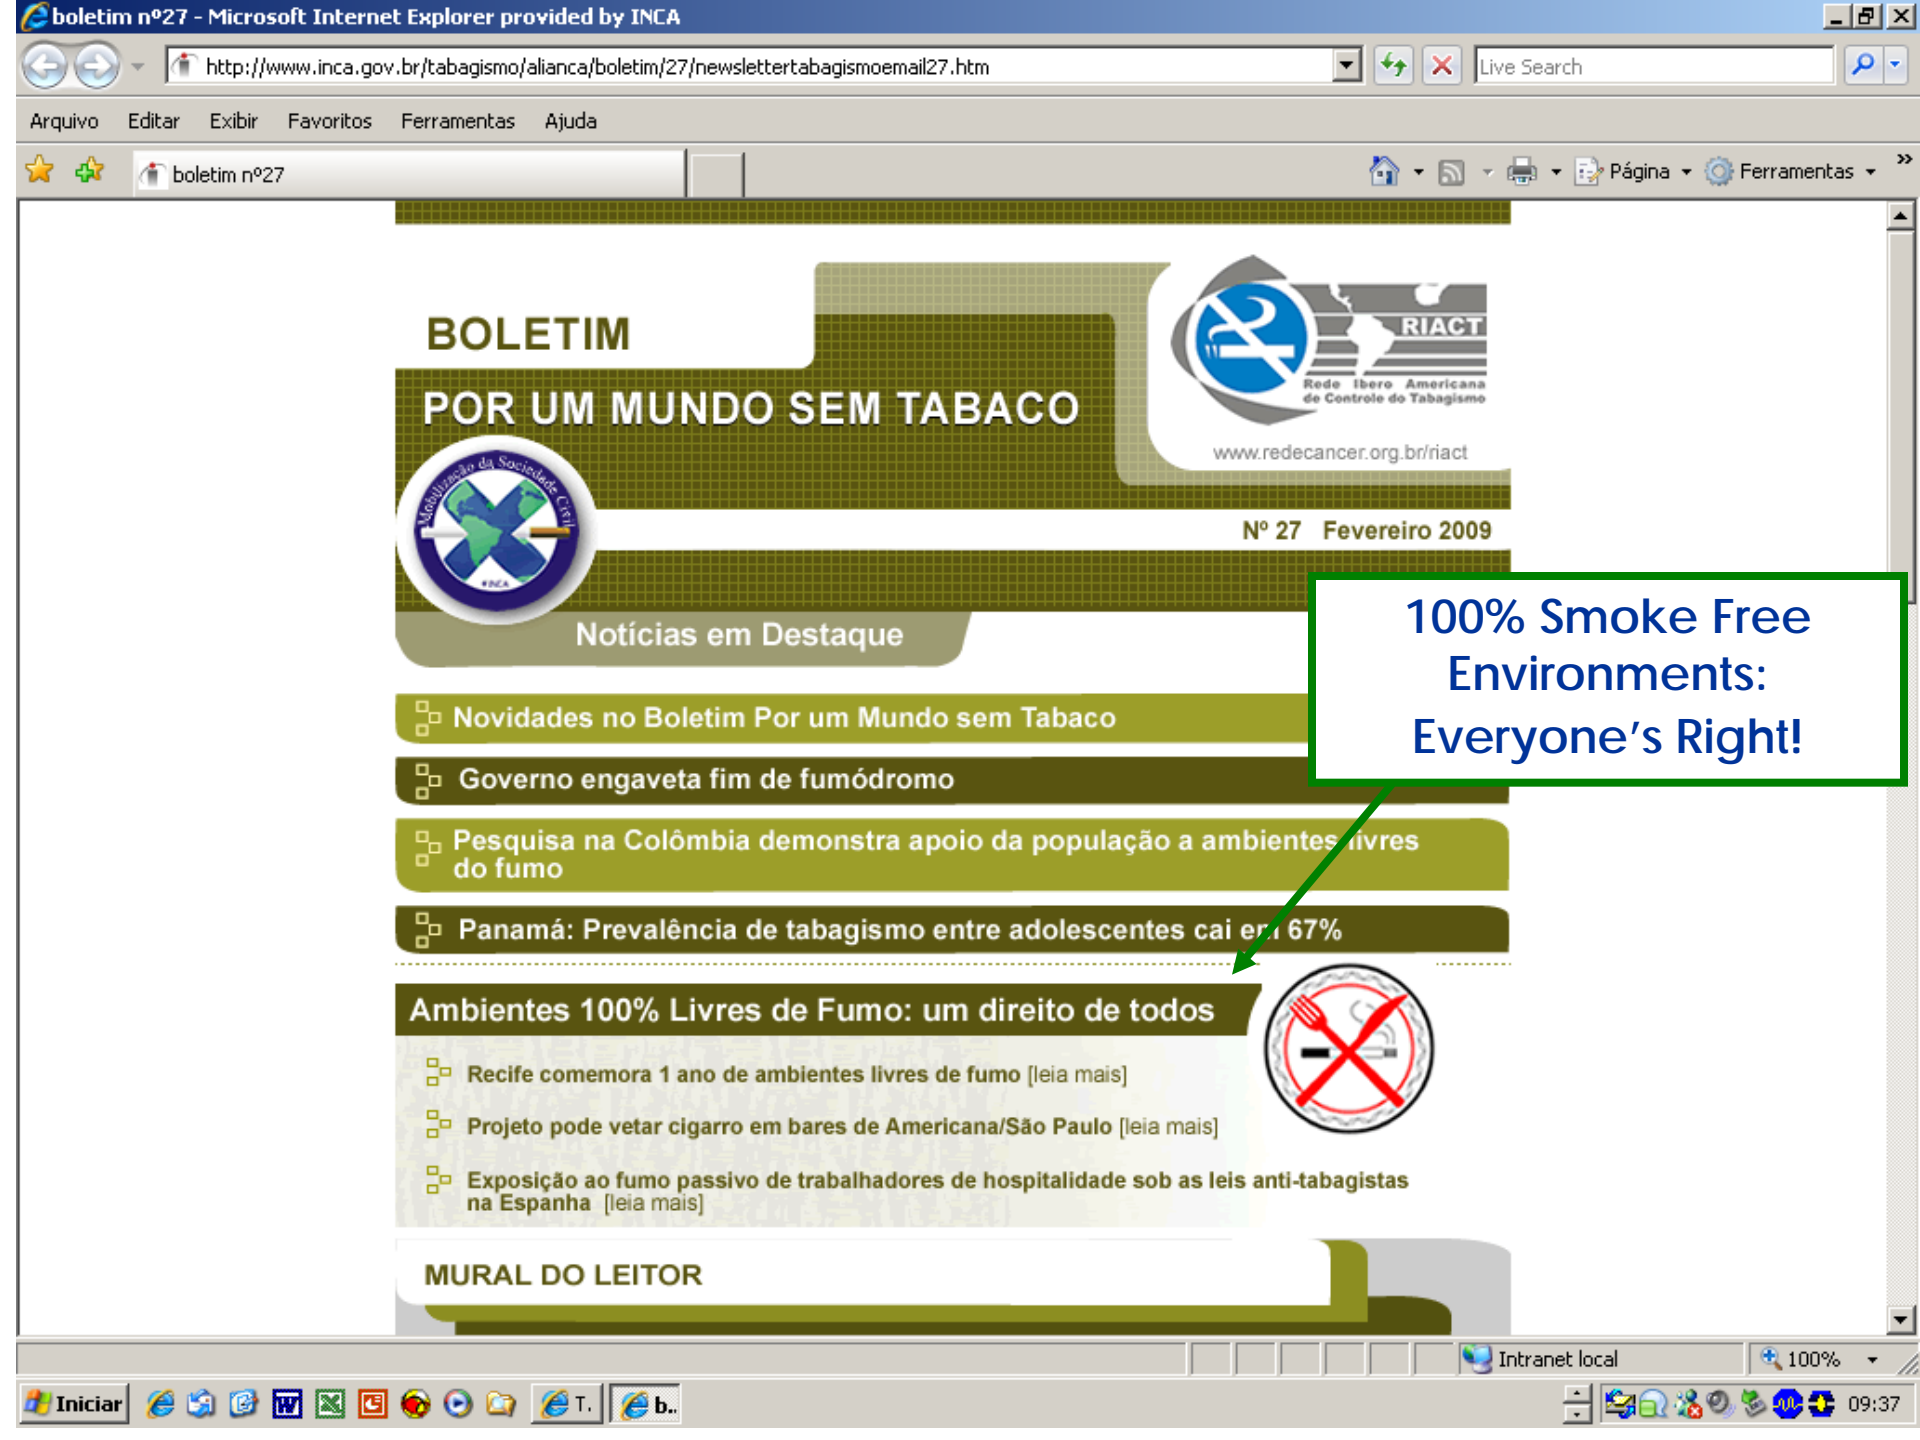 boletim nº27 - Microsoft Internet Explorer provided by INCA
http://www.inca.gov.br/tabagismo/alianca/boletim/27/newslettertabagismoemail27.htm
Live Search
Arquivo Editar Exibir Favoritos Ferramentas Ajuda
boletim nº27
Página
Ferramentas
BOLETIM
POR UM MUNDO SEM TABACO
RIACT
Rede Ibero Americana
de Controle do Tabagismo
www.redecancer.org.br/riact
Mobilização da Sociedade Civil
INCA
Nº 27 Fevereiro 2009
Notícias em Destaque
100% Smoke Free
Environments:
Everyone's Right!
Novidades no Boletim Por um Mundo sem Tabaco
Governo engaveta fim de fumódromo
Pesquisa na Colômbia demonstra apoio da população a ambientes livres
do fumo
Panamá: Prevalência de tabagismo entre adolescentes cai em 67%
Ambientes 100% Livres de Fumo: um direito de todos
Recife comemora 1 ano de ambientes livres de fumo [leia mais]
Projeto pode vetar cigarro em bares de Americana/São Paulo [leia mais]
Exposição ao fumo passivo de trabalhadores de hospitalidade sob as leis anti-tabagistas
na Espanha [leia mais]
MURAL DO LEITOR
Intranet local
100%
Iniciar
T.
b..
09:37